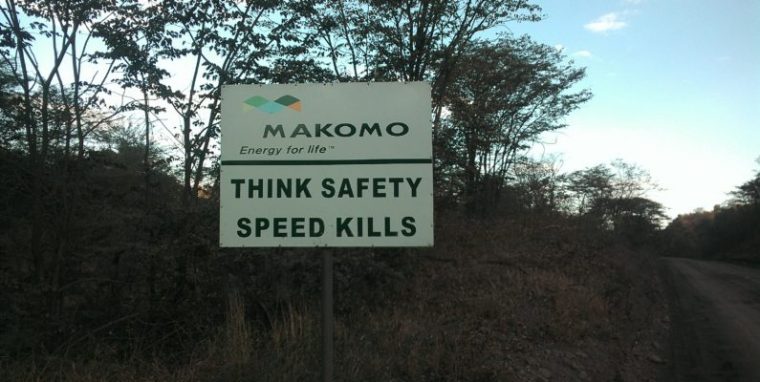 MAKOMO
Energy for life™
THINK SAFETY
SPEED KILLS